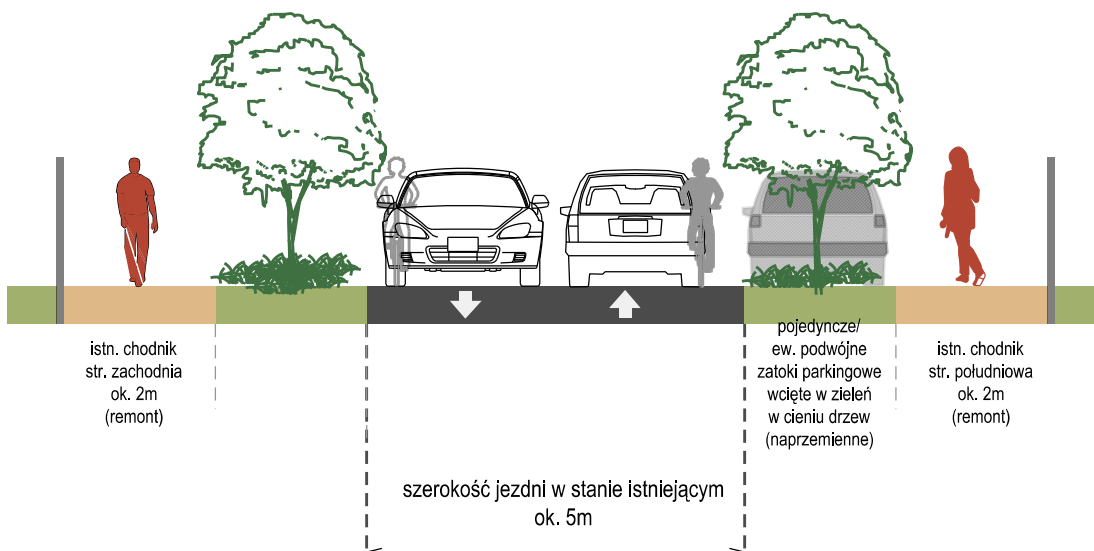 istn. chodnik
str. zachodnia
ok. 2m
(remont)
pojedyncze/
ew. podwójne
zatoki parkingowe
wcięte w zieleń
w cieniu drzew
(naprzemienne)
istn. chodnik
str. południowa
ok. 2m
(remont)
szerokość jezdni w stanie istniejącym
ok. 5m